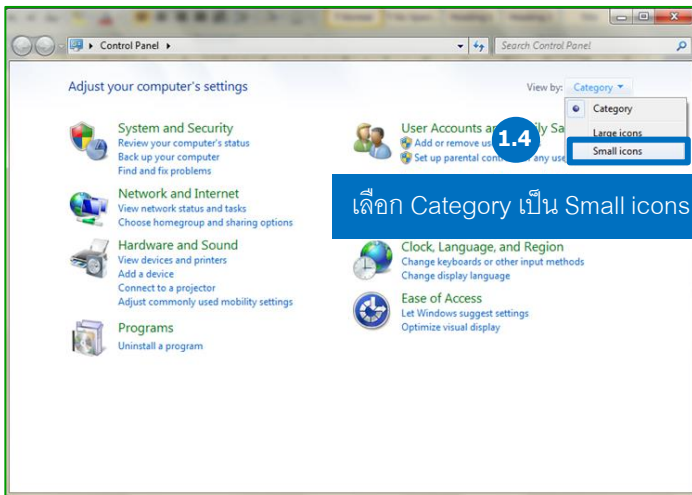 Control Panel
Search Control Panel
Adjust your computer's settings
View by: Category
Category
Large icons
Small icons
1.4
เลือก Category เป็น Small icons
System and Security
Review your computer's status
Back up your computer
Find and fix problems
Network and Internet
View network status and tasks
Choose homegroup and sharing options
Hardware and Sound
View devices and printers
Add a device
Connect to a projector
Adjust commonly used mobility settings
Programs
Uninstall a program
User Accounts
Add or remove
Set up parental
Clock, Language, and Region
Change keyboards or other input methods
Change display language
Ease of Access
Let Windows suggest settings
Optimize visual display